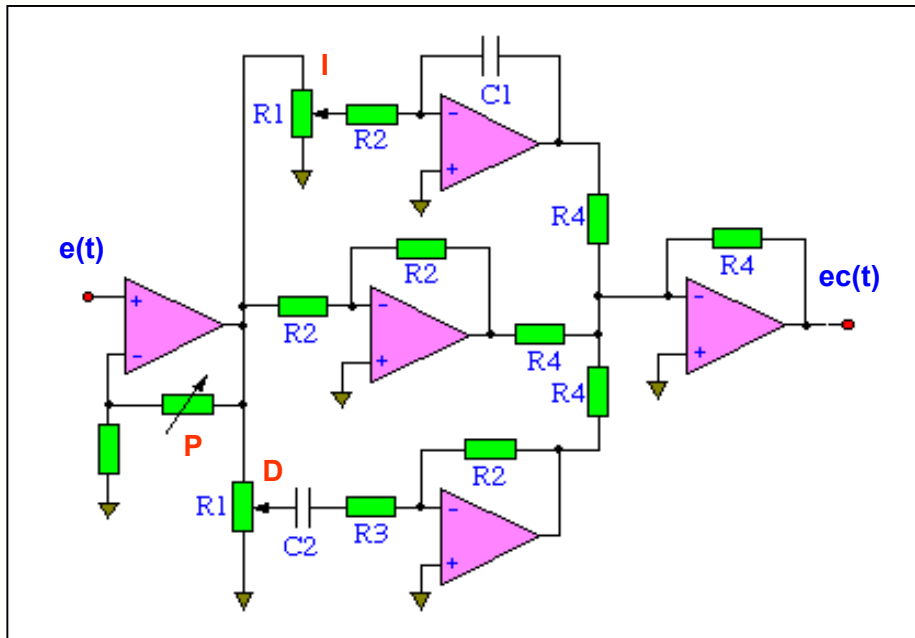 I
C1
R1
R2
- 
+
R4
e(t)
R2
R4
ec(t)
+
-
R2
-
+
R4
-
+
P
R4
D
R2
R1
C2
R3
-
+